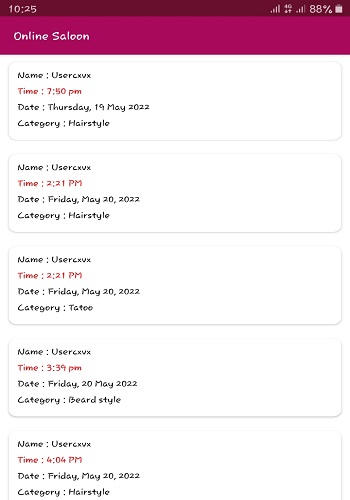 10:25
4G 88%
Online Saloon
Name : Usercxvx
Time : 7:50 pm
Date : Thursday, 19 May 2022
Category : Hairstyle
Name : Usercxvx
Time : 2:21 PM
Date : Friday, May 20, 2022
Category : Hairstyle
Name : Usercxvx
Time : 2:21 PM
Date : Friday, May 20, 2022
Category : Tatoo
Name : Usercxvx
Time : 3:39 pm
Date : Friday, 20 May 2022
Category : Beard style
Name : Usercxvx
Time : 4:04 PM
Date : Friday, May 20, 2022
Category : Hairstyle